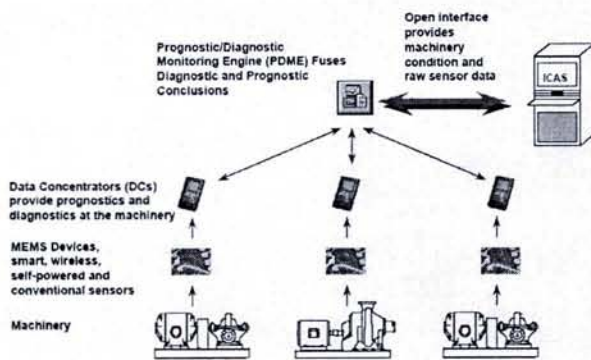 Prognostic/Diagnostic
Monitoring Engine (PDME) Fuses
Diagnostic and Prognostic
Conclusions
Open interface
provides
machinery
condition and
raw sensor data
ICAS
Data Concentrators (DCs)
provide prognostics and
diagnostics at the machinery
MEMS Devices,
smart, wireless,
self-powered and
conventional sensors
Machinery